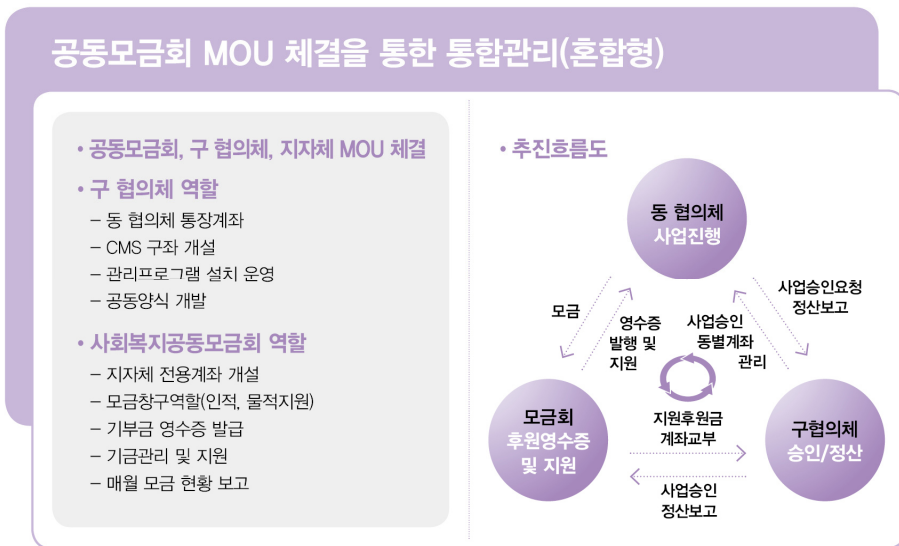 공동모금회 MOU 체결을 통한 통합관리(혼합형)
• 공동모금회, 구 협의체, 지자체 MOU 체결
• 구 협의체 역할
– 동 협의체 통장계좌
– CMS 구좌 개설
– 관리프로그램 설치 운영
– 공동양식 개발
• 사회복지공동모금회 역할
– 지자체 전용계좌 개설
– 모금창구역할(인적, 물적지원)
– 기부금 영수증 발급
– 기금관리 및 지원
– 매월 모금 현황 보고
• 추진흐름도
동 협의체
사업진행
모금
영수증
발행 및
지원
사업승인
동별계좌
관리
사업승인요청
정산보고
모금회
후원영수증
및 지원
지원후원금
계좌교부
사업승인
정산보고
구협의체
승인/정산